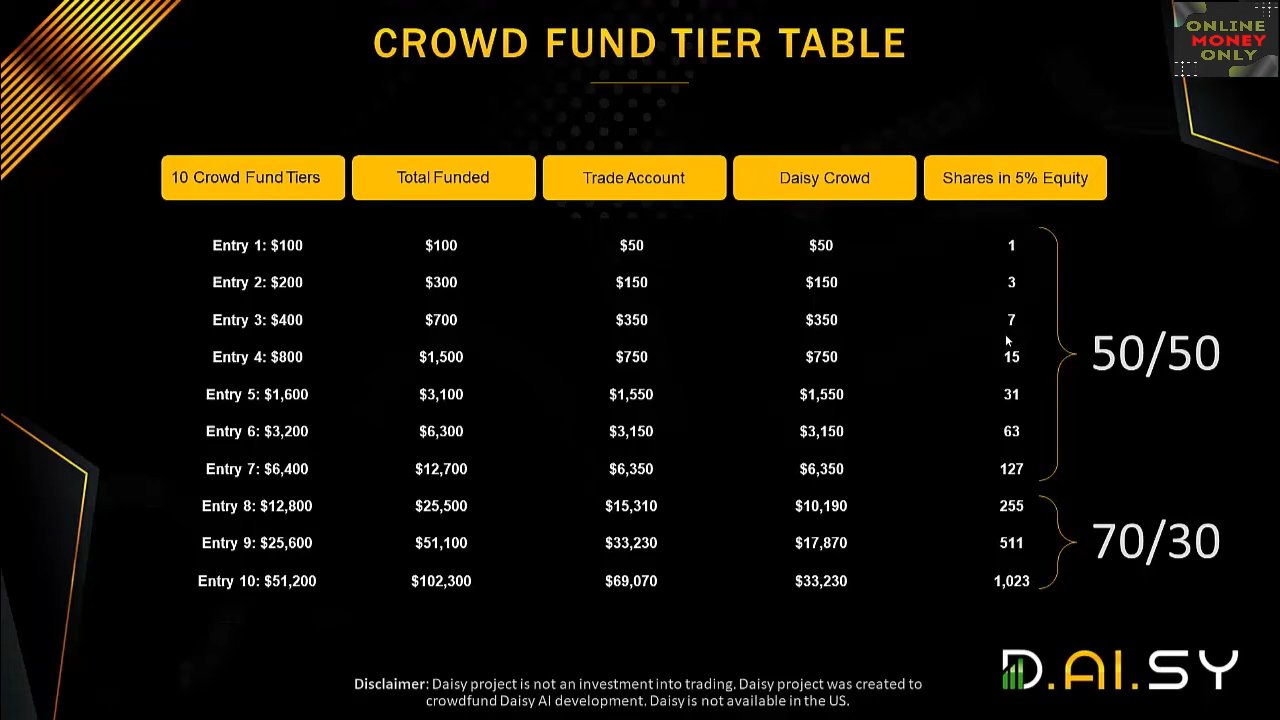 CROWD FUND TIER TABLE
ONLINE
MONEY
ONLY
10 Crowd Fund Tiers Total Funded Trade Account Daisy Crowd Shares in 5% Equity
Entry 1: $100 $100 $50 $50 1
Entry 2: $200 $300 $150 $150 3
Entry 3: $400 $700 $350 $350 7
Entry 4: $800 $1,500 $750 $750 15
50/50
Entry 5: $1,600 $3,100 $1,550 $1,550 31
Entry 6: $3,200 $6,300 $3,150 $3,150 63
Entry 7: $6,400 $12,700 $6,350 $6,350 127
Entry 8: $12,800 $25,500 $15,310 $10,190 255
Entry 9: $25,600 $51,100 $33,230 $17,870 511
70/30
Entry 10: $51,200 $102,300 $69,070 $33,230 1,023
D.AI.SY
Disclaimer: Daisy project is not an investment into trading. Daisy project was created to
crowdfund Daisy AI development. Daisy is not available in the US.